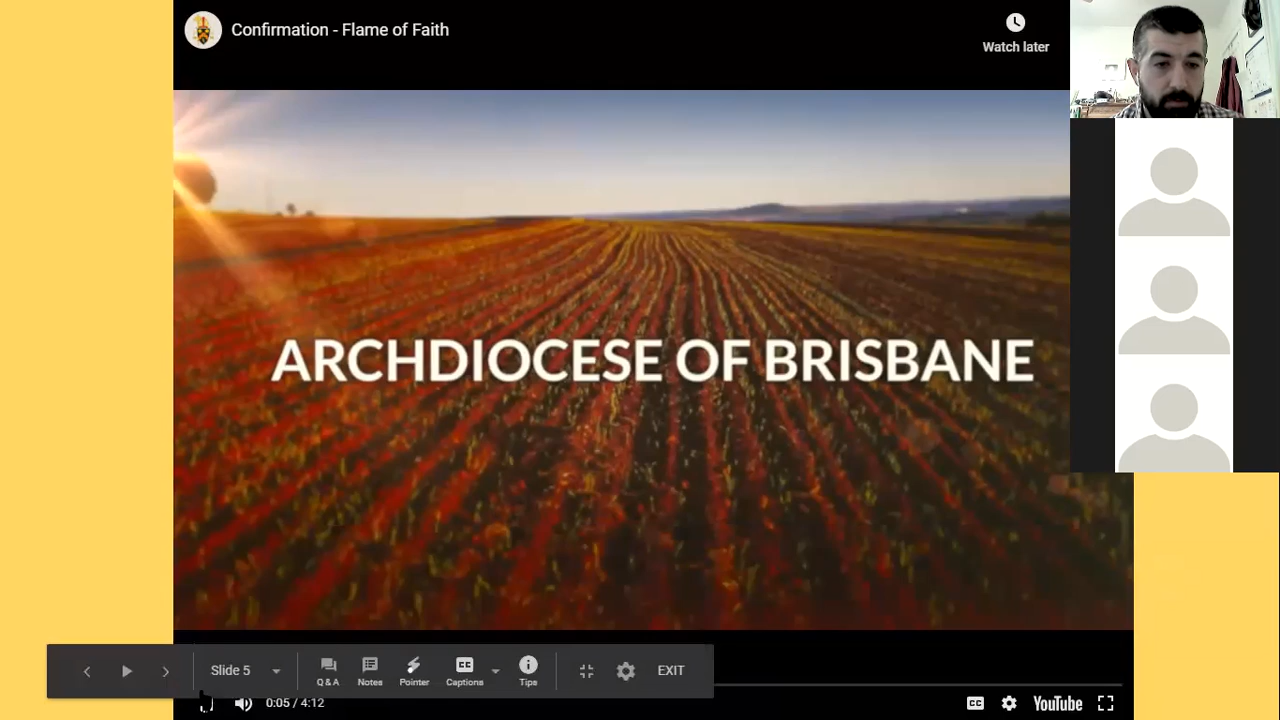 Confirmation - Flame of Faith
Watch later
ARCHDIOCESE OF BRISBANE
Slide 5
Q & A
Notes
Pointer
Captions
Tips
EXIT
0:05 / 4:12
CC
YouTube